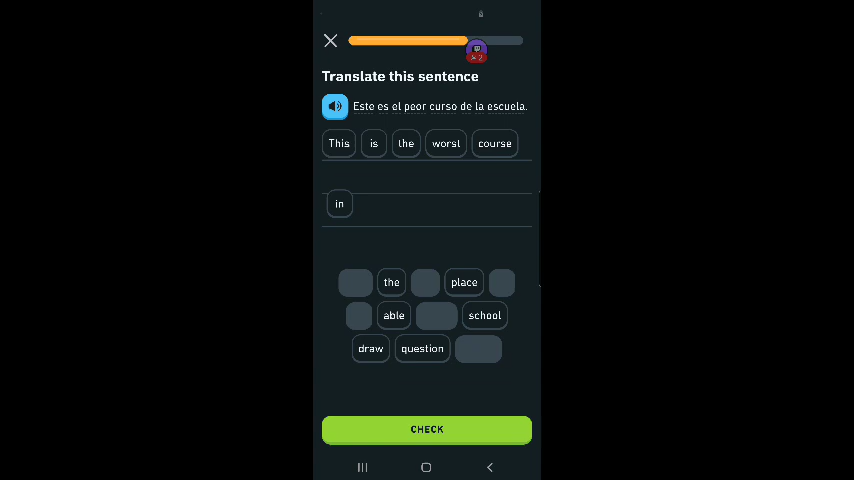 2
Translate this sentence
Este es el peor curso de la escuela.
This is the worst course
in
the place
able school
draw question
CHECK